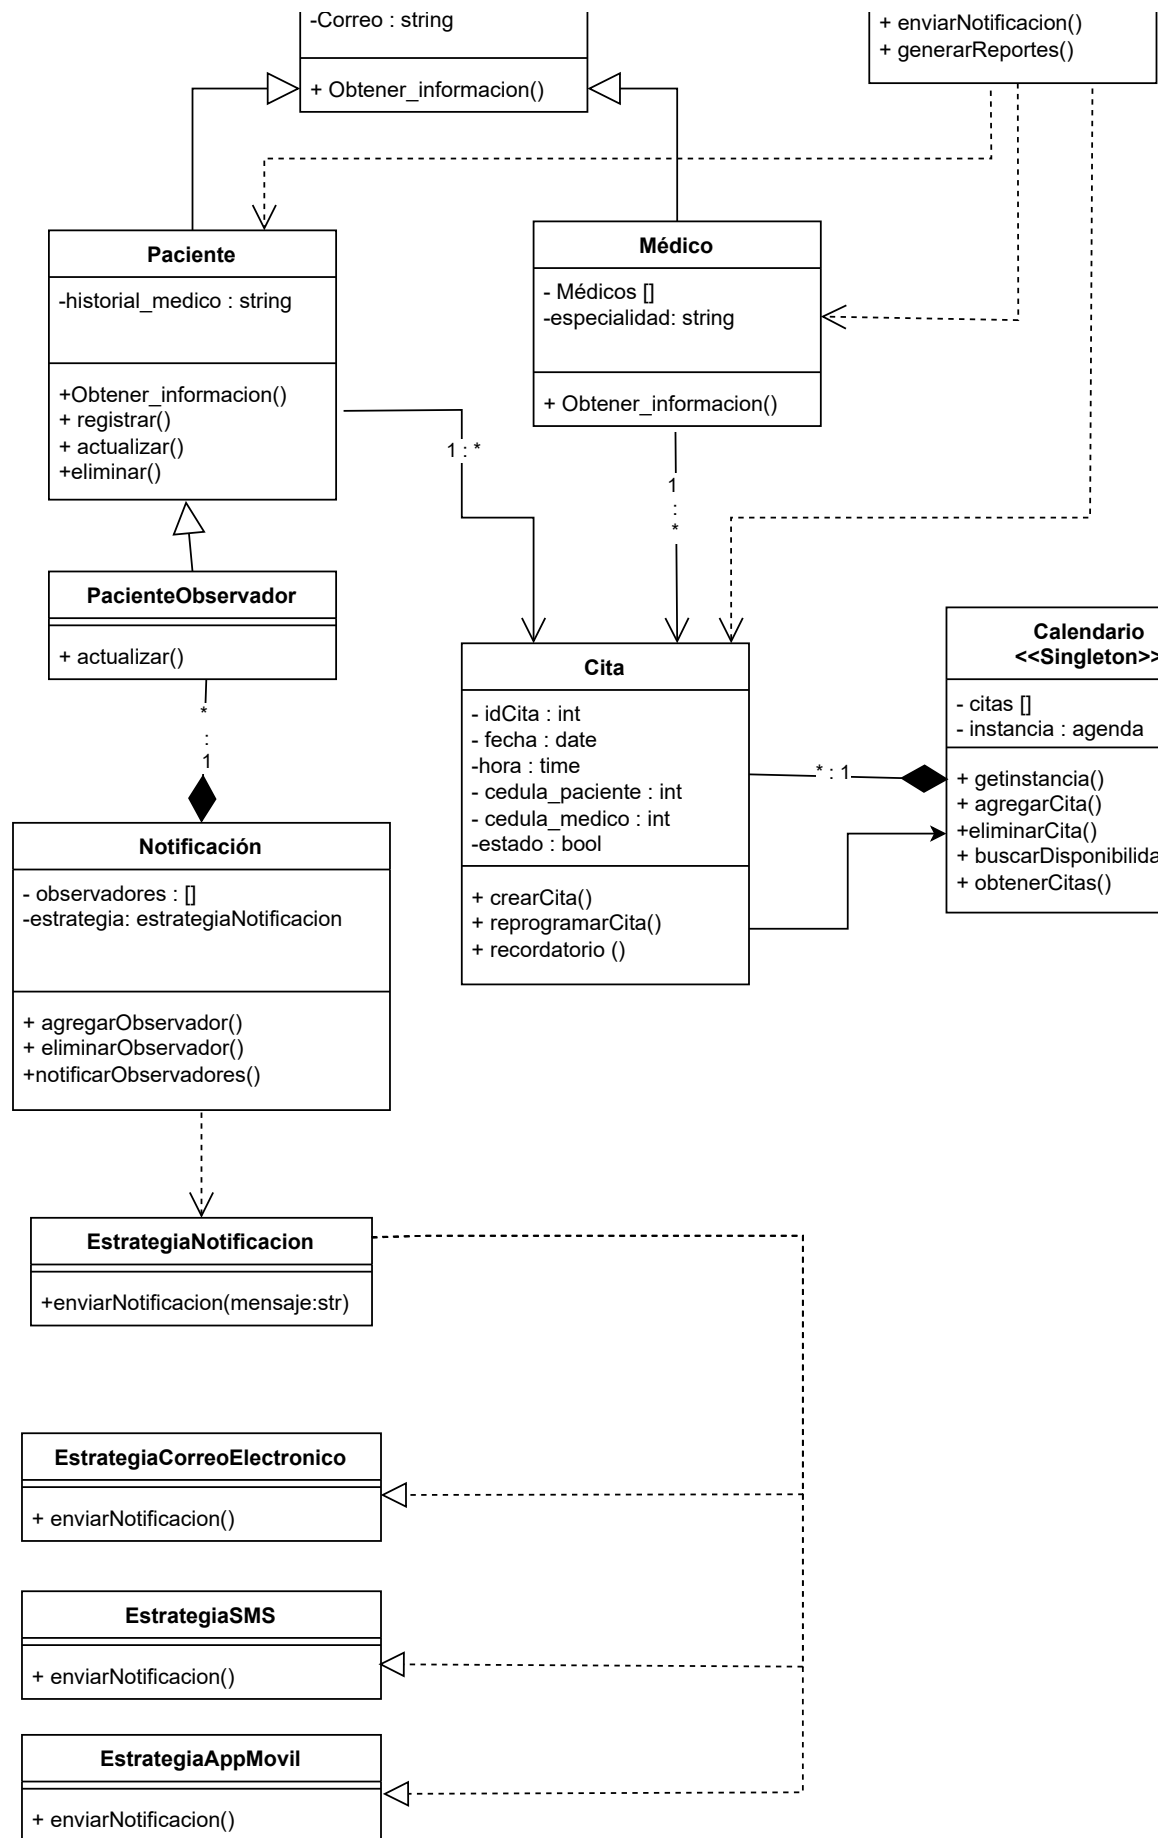 -Correo : string
+ Obtener_informacion()
+ enviarNotificacion()
+ generarReportes()
Paciente
-historial_medico : string
+Obtener_informacion()
+ registrar()
+ actualizar()
+eliminar()
Médico
- Médicos []
-especialidad: string
+ Obtener_informacion()
1 : *
1
:
*
PacienteObservador
+ actualizar()
*
:
1
Cita
- idCita : int
- fecha : date
-hora : time
- cedula_paciente : int
- cedula_medico : int
-estado : bool
+ crearCita()
+ reprogramarCita()
+ recordatorio ()
* : 1
Calendario
<<Singleton>>
- citas []
- instancia : agenda
+ getinstancia()
+ agregarCita()
+eliminarCita()
+ buscarDisponibilida
+ obtenerCitas()
Notificación
- observadores : []
-estrategia: estrategiaNotificacion
+ agregarObservador()
+ eliminarObservador()
+notificarObservadores()
EstrategiaNotificacion
+enviarNotificacion(mensaje:str)
EstrategiaCorreoElectronico
+ enviarNotificacion()
EstrategiaSMS
+ enviarNotificacion()
EstrategiaAppMovil
+ enviarNotificacion()